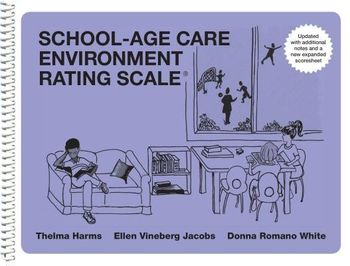 SCHOOL-AGE CARE
ENVIRONMENT
RATING SCALE®
Updated
with additional
notes and a
new expanded
scoresheet
Thelma Harms Ellen Vineberg Jacobs Donna Romano White